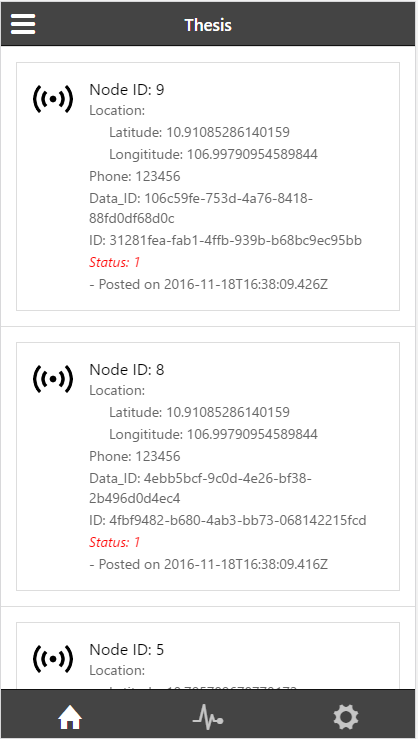 Thesis
Node ID: 9
Location:
Latitude: 10.91085286140159
Longititude: 106.99790954589844
Phone: 123456
Data_ID: 106c59fe-753d-4a76-8418-
88fd0df68d0c
ID: 31281fea-fab1-4ffb-939b-b68bc9ec95bb
Status: 1
- Posted on 2016-11-18T16:38:09.426Z
Node ID: 8
Location:
Latitude: 10.91085286140159
Longititude: 106.99790954589844
Phone: 123456
Data_ID: 4ebb5bcf-9c0d-4e26-bf38-
2b496d0d4ec4
ID: 4fbf9482-b680-4ab3-bb73-068142215fcd
Status: 1
- Posted on 2016-11-18T16:38:09.416Z
Node ID: 5
Location: